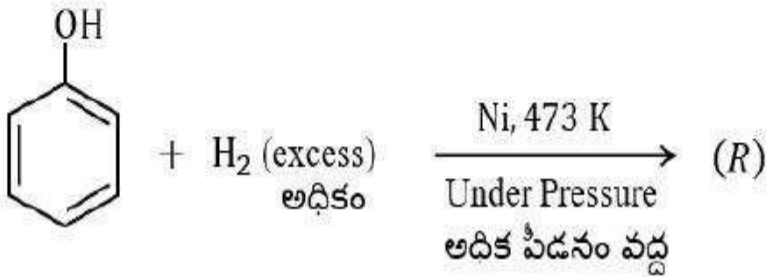 OH
+ H₂ (excess)
అధికం
Ni, 473 K
Under Pressure
అధిక పీడనం వద్ద
(R)